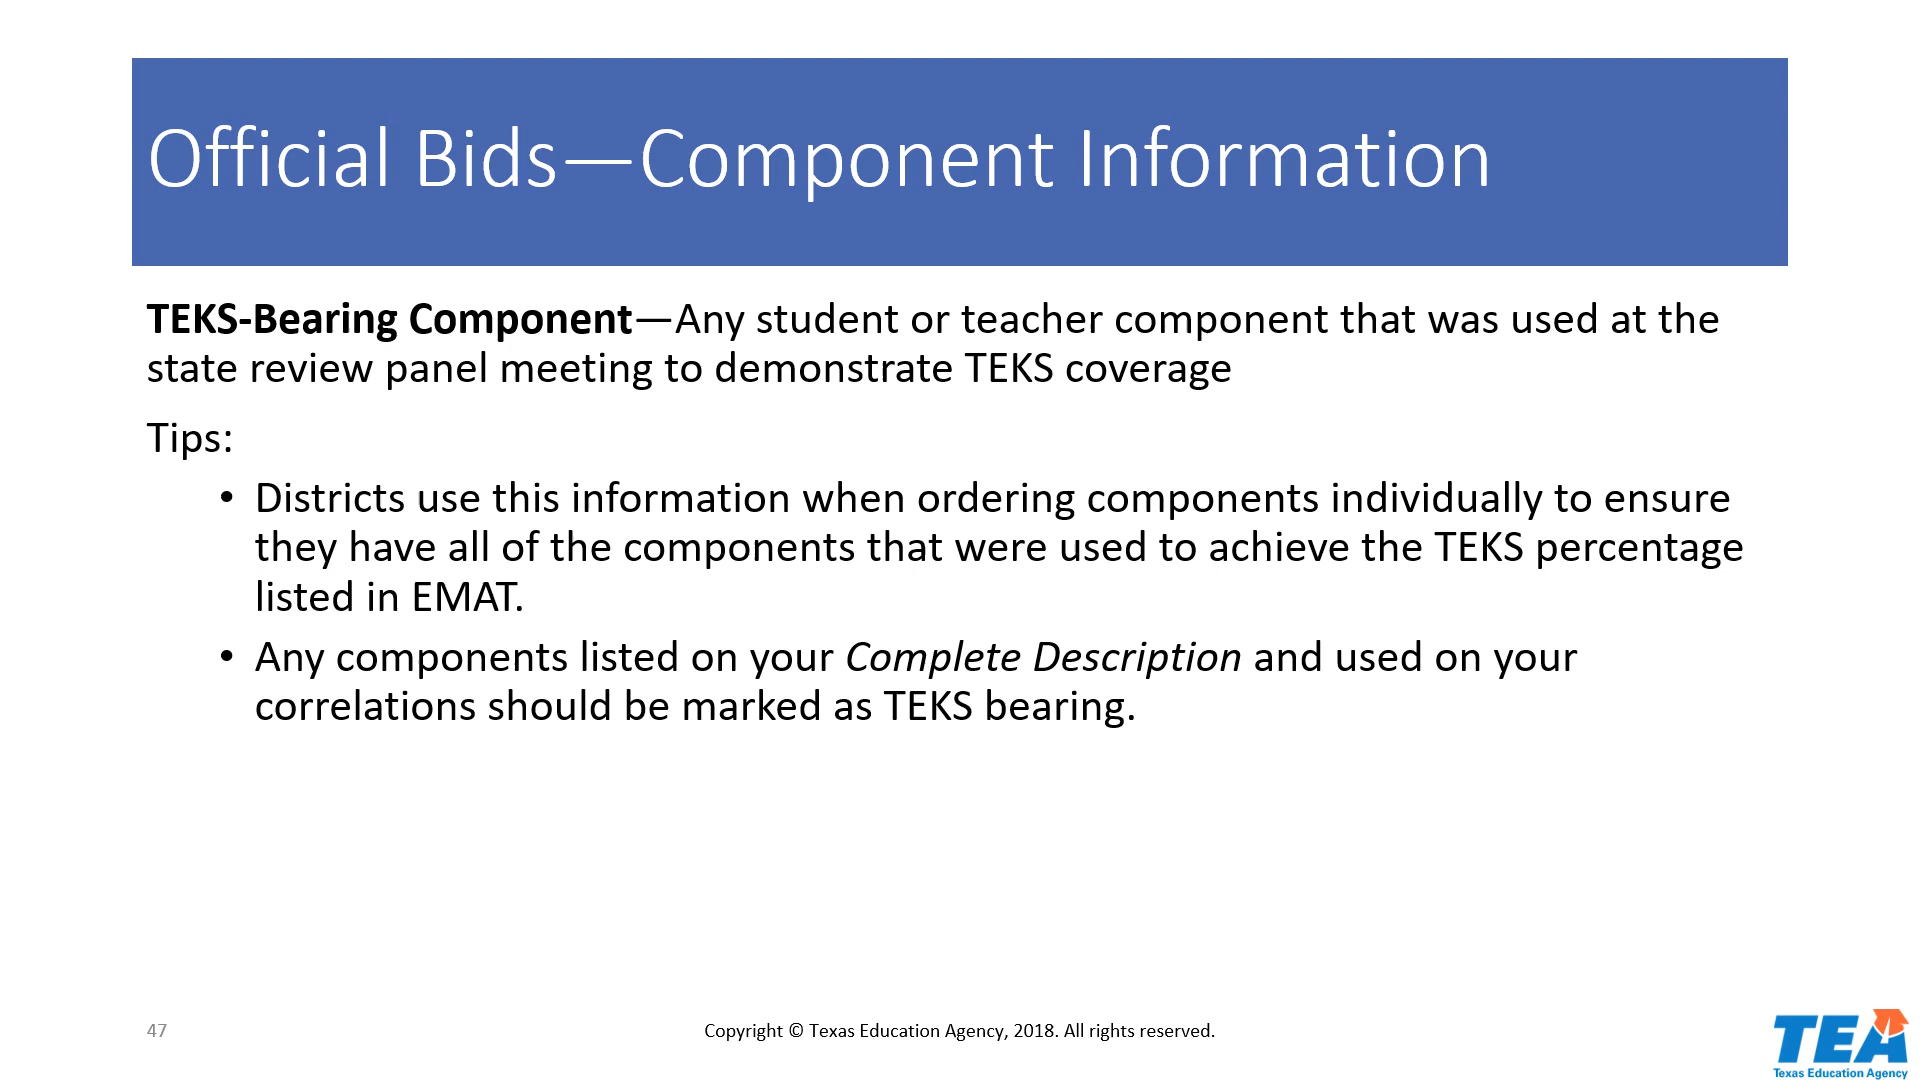 Official Bids—Component Information
TEKS-Bearing Component—Any student or teacher component that was used at the
state review panel meeting to demonstrate TEKS coverage
Tips:
• Districts use this information when ordering components individually to ensure
they have all of the components that were used to achieve the TEKS percentage
listed in EMAT.
• Any components listed on your Complete Description and used on your
correlations should be marked as TEKS bearing.
47
Copyright © Texas Education Agency, 2018. All rights reserved.
TEA
Texas Education Agency